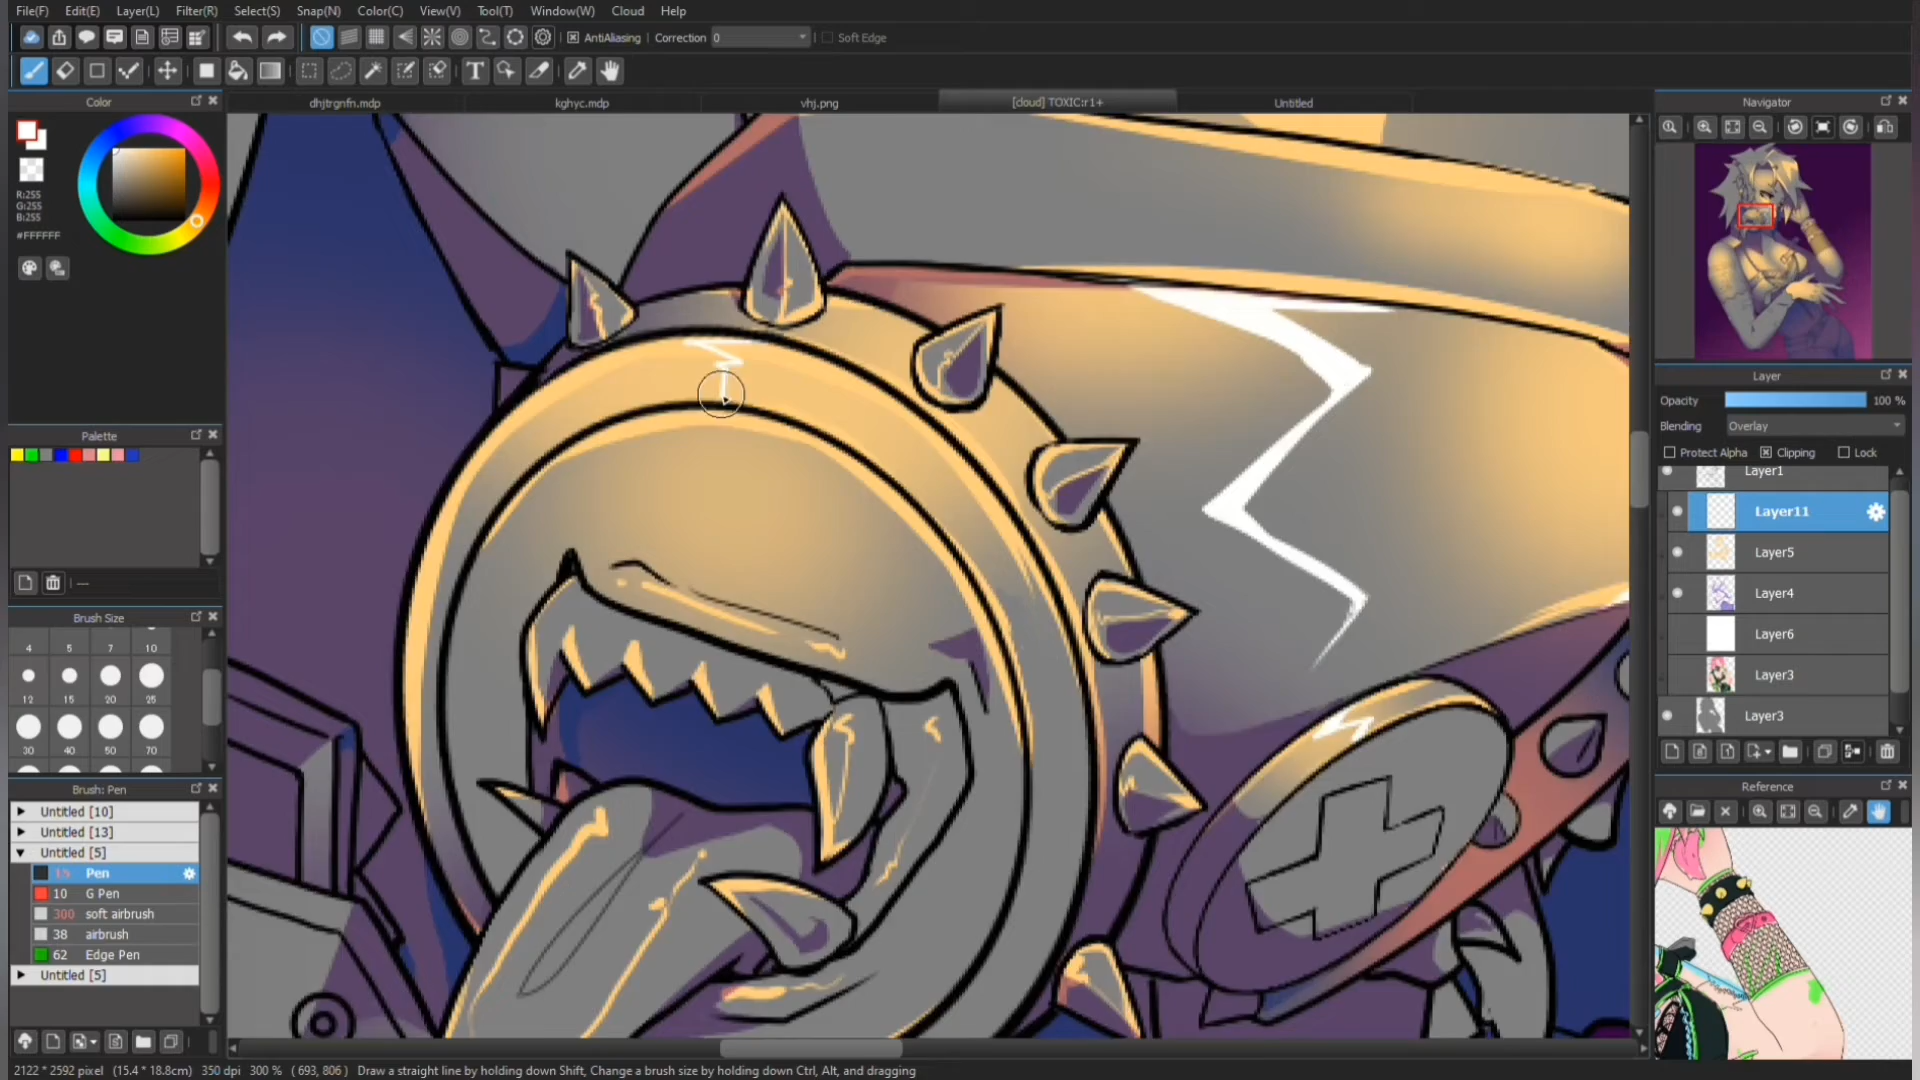 File(F) Edit(E) Layer(L) Filter(R) Select(S) Snap(N) Color(C) View(V) Tool(T) Window(W) Cloud Help
AntiAliasing Correction 0 Soft Edge
Color
dhjtrgnfn.mdp kghyc.mdp vhj.png [cloud] TOXIC:r1+ Untitled
Navigator
R:255
G:255
B:255
#FFFFFF
Palette
---
Brush Size
4 5 7 10
12 15 20 25
30 40 50 70
Brush: Pen
Untitled [10]
Untitled [13]
Untitled [5]
15 Pen
10 G Pen
300 soft airbrush
38 airbrush
62 Edge Pen
Untitled [5]
Layer
Opacity 100 %
Blending Overlay
Protect Alpha Clipping Lock
Layer1
Layer11
Layer5
Layer4
Layer6
Layer3
Layer3
Reference
2122 * 2592 pixel (15.4 * 18.8cm) 350 dpi 300 % ( 693, 806 ) Draw a straight line by holding down Shift, Change a brush size by holding down Ctrl, Alt, and dragging